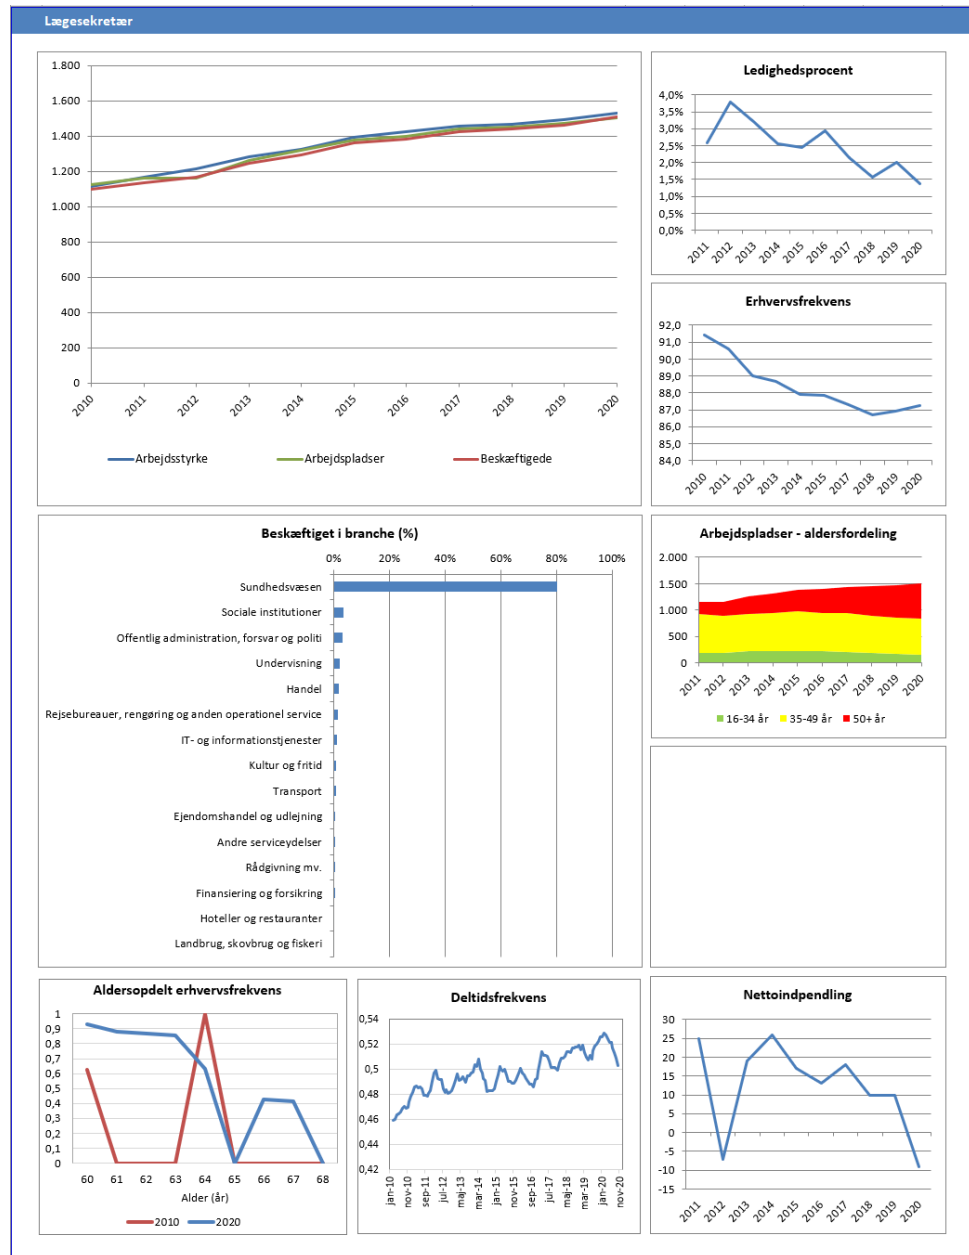 Lægesekretær
1.800
1.600
1.400
1.200
1.000
800
600
400
200
0
2010 2011 2012 2013 2014 2015 2016 2017 2018 2019 2020
Arbejdsstyrke Arbejdspladser Beskæftigede
Ledighedsprocent
4,0%
3,5%
3,0%
2,5%
2,0%
1,5%
1,0%
0,5%
0,0%
2011 2012 2013 2014 2015 2016 2017 2018 2019 2020
Erhvervsfrekvens
92,0
91,0
90,0
89,0
88,0
87,0
86,0
85,0
84,0
2010 2011 2012 2013 2014 2015 2016 2017 2018 2019 2020
Beskæftiget i branche (%)
0% 20% 40% 60% 80% 100%
Sundhedsvæsen
Sociale institutioner
Offentlig administration, forsvar og politi
Undervisning
Handel
Rejsebureauer, rengøring og anden operationel service
IT- og informationstjenester
Kultur og fritid
Transport
Ejendomshandel og udlejning
Andre serviceydelser
Rådgivning mv.
Finansiering og forsikring
Hoteller og restauranter
Landbrug, skovbrug og fiskeri
Arbejdspladser - aldersfordeling
2.000
1.500
1.000
500
0
2011 2012 2013 2014 2015 2016 2017 2018 2019 2020
16-34 år 35-49 år 50+ år
Aldersopdelt erhvervsfrekvens
1
0,9
0,8
0,7
0,6
0,5
0,4
0,3
0,2
0,1
0
60 61 62 63 64 65 66 67 68
Alder (år)
2010 2020
Deltidsfrekvens
0,54
0,52
0,5
0,48
0,46
0,44
0,42
jan-10 nov-10 sep-11 jul-12 maj-13 mar-14 jan-15 nov-15 sep-16 jul-17 maj-18 mar-19 jan-20 nov-20
Nettoindpendling
30
25
20
15
10
5
0
-5
-10
-15
2011 2012 2013 2014 2015 2016 2017 2018 2019 2020